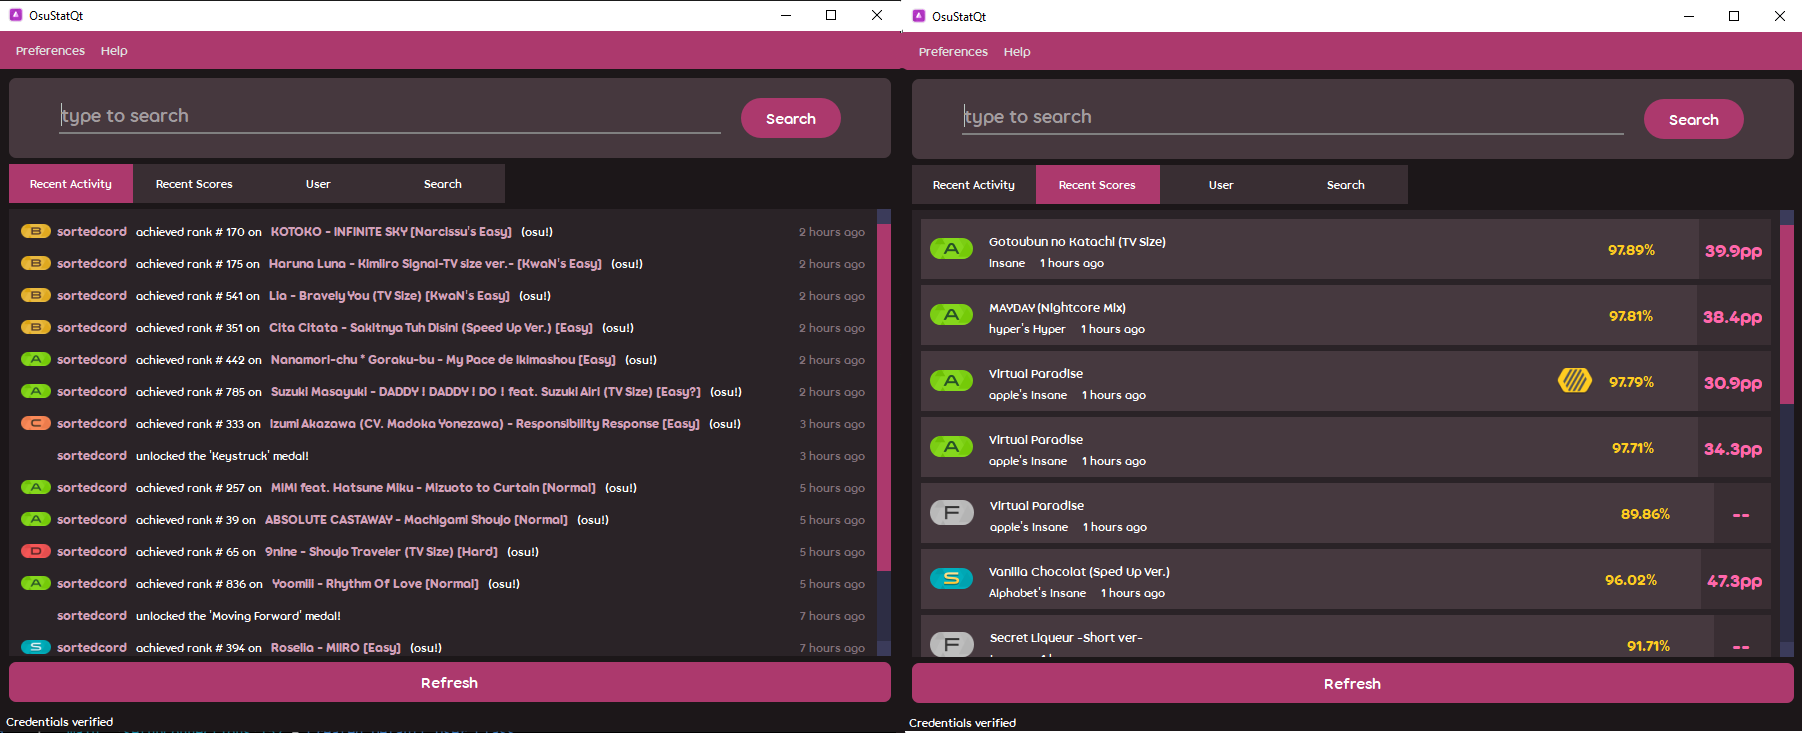 OsuStatQt
Preferences Help
type to search
Search
Recent Activity Recent Scores User Search
B sortedcord achieved rank # 170 on KOTOKO - INFINITE SKY [Narcissu's Easy] (osu!) 2 hours ago
B sortedcord achieved rank # 175 on Haruna Luna - Kimiiro Signal-TV size ver.- [KwaN's Easy] (osu!) 2 hours ago
B sortedcord achieved rank # 541 on Lia - Bravely You (TV Size) [KwaN's Easy] (osu!) 2 hours ago
B sortedcord achieved rank # 351 on Cita Citata - Sakitnya Tuh Disini (Speed Up Ver.) [Easy] (osu!) 2 hours ago
A sortedcord achieved rank # 442 on Nanamori-chu * Goraku-bu - My Pace de Ikimashou [Easy] (osu!) 2 hours ago
A sortedcord achieved rank # 785 on Suzuki Masayuki - DADDY ! DADDY ! DO ! feat. Suzuki Airi (TV Size) [Easy?] (osu!) 2 hours ago
C sortedcord achieved rank # 333 on Izumi Akazawa (CV. Madoka Yonezawa) - Responsibility Response [Easy] (osu!) 3 hours ago
sortedcord unlocked the 'Keystruck' medal! 3 hours ago
A sortedcord achieved rank # 257 on MIMI feat. Hatsune Miku - Mizuoto to Curtain [Normal] (osu!) 5 hours ago
A sortedcord achieved rank # 39 on ABSOLUTE CASTAWAY - Machigami Shoujo [Normal] (osu!) 5 hours ago
D sortedcord achieved rank # 65 on 9nine - Shoujo Traveler (TV Size) [Hard] (osu!) 5 hours ago
A sortedcord achieved rank # 836 on Yoomiii - Rhythm Of Love [Normal] (osu!) 5 hours ago
sortedcord unlocked the 'Moving Forward' medal! 7 hours ago
S sortedcord achieved rank # 394 on Roselia - MIIRO [Easy] (osu!) 7 hours ago
Refresh
Credentials verified
OsuStatQt
Preferences Help
type to search
Search
Recent Activity Recent Scores User Search
A Gotoubun no Katachi (TV Size) 97.89% 39.9pp
Insane 1 hours ago
A MAYDAY (Nightcore Mix) 97.81% 38.4pp
hyper's Hyper 1 hours ago
A Virtual Paradise 97.79% 30.9pp
apple's Insane 1 hours ago
A Virtual Paradise 97.71% 34.3pp
apple's Insane 1 hours ago
F Virtual Paradise 89.86% --
apple's Insane 1 hours ago
S Vanilla Chocolat (Sped Up Ver.) 96.02% 47.3pp
Alphabet's Insane 1 hours ago
F Secret Liqueur -Short ver- 91.71% --
Refresh
Credentials verified